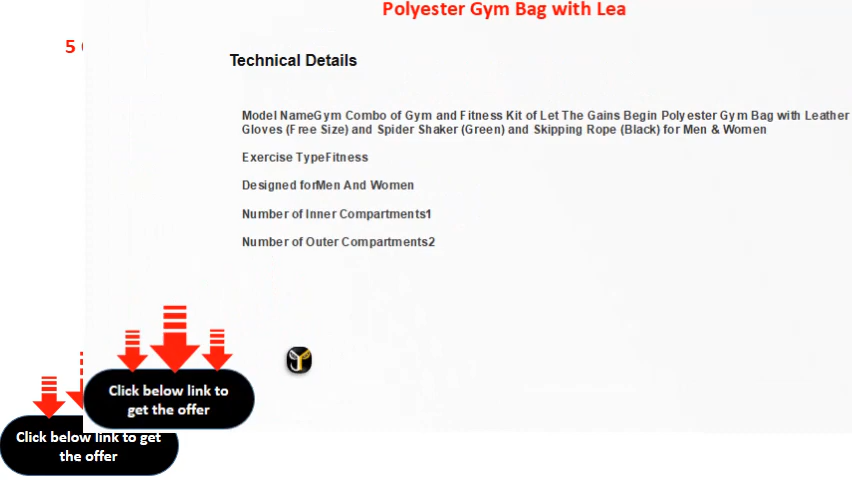 Polyester Gym Bag with Lea
5
Technical Details
Model NameGym Combo of Gym and Fitness Kit of Let The Gains Begin Polyester Gym Bag with Leather
Gloves (Free Size) and Spider Shaker (Green) and Skipping Rope (Black) for Men & Women
Exercise TypeFitness
Designed forMen And Women
Number of Inner Compartments1
Number of Outer Compartments2
Click below link to
get the offer
Click below link to get
the offer